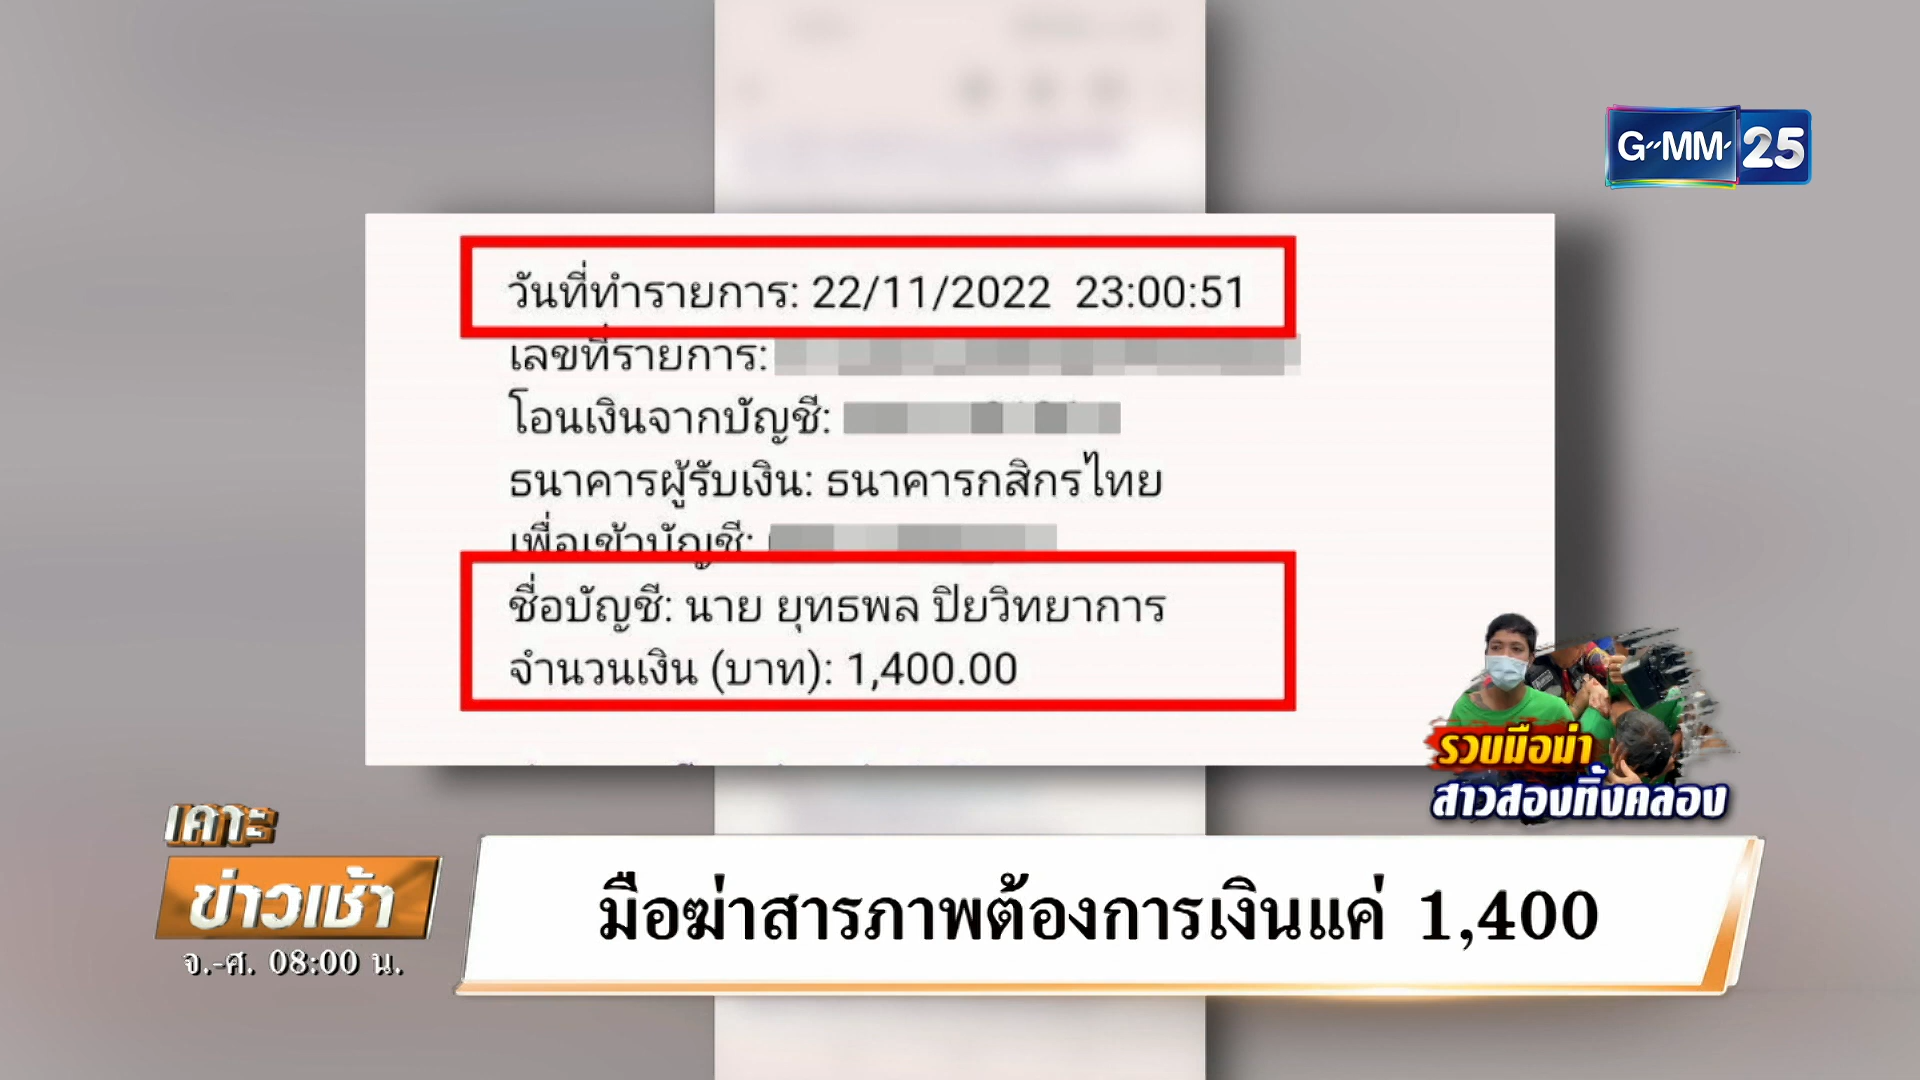 G-MM 25
วันที่ทำรายการ: 22/11/2022 23:00:51
เลขที่รายการ:
โอนเงินจากบัญชี:
ธนาคารผู้รับเงิน: ธนาคารกสิกรไทย
เพื่อเข้าบัญชี:
ชื่อบัญชี: นาย ยุทธพล ปิยวิทยาการ
จำนวนเงิน (บาท): 1,400.00
รวบมือฆ่า
สาวสองทิ้งคลอง
เคาะ
ข่าวเช้า
จ.-ศ. 08:00 น.
มือฆ่าสารภาพต้องการเงินแค่ 1,400